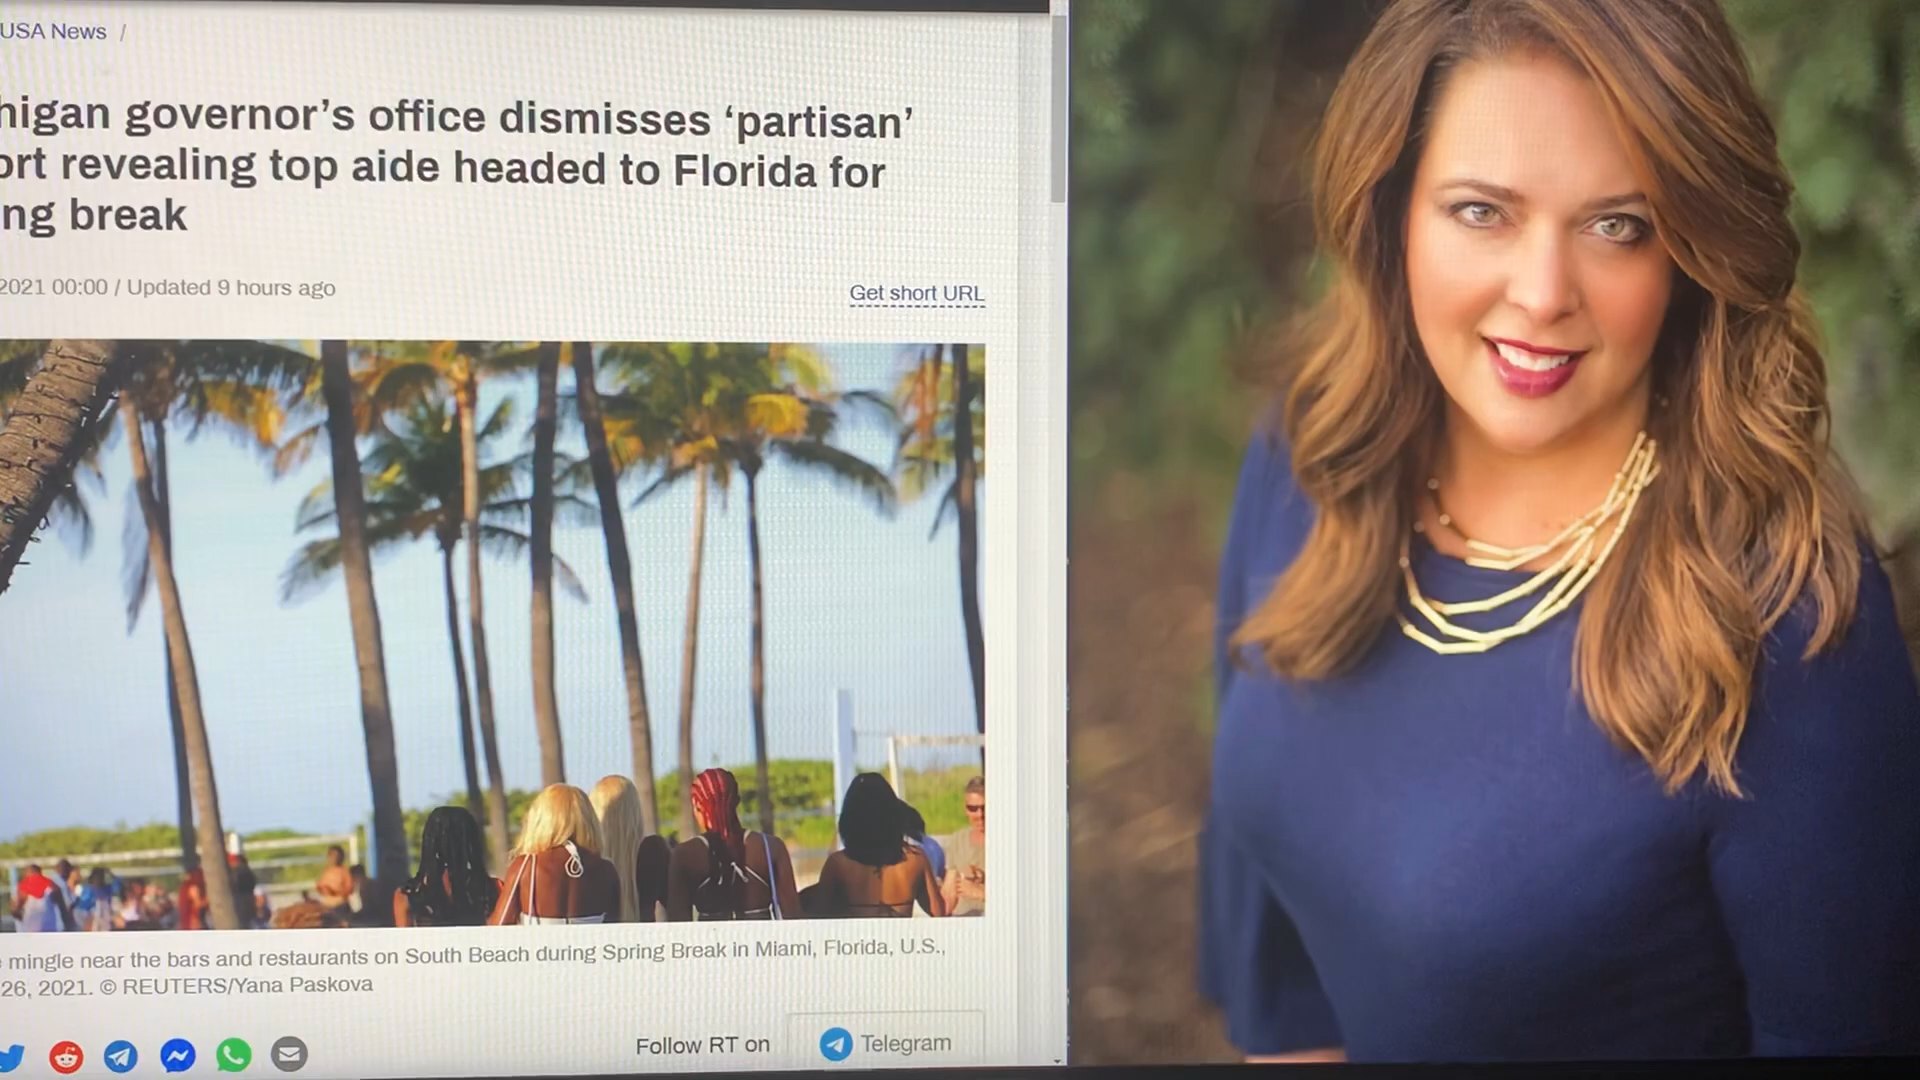 USA News /
higan governor's office dismisses 'partisan'
ort revealing top aide headed to Florida for
ng break
2021 00:00 / Updated 9 hours ago
Get short URL
mingle near the bars and restaurants on South Beach during Spring Break in Miami, Florida, U.S.,
26, 2021. © REUTERS/Yana Paskova
Follow RT on
Telegram